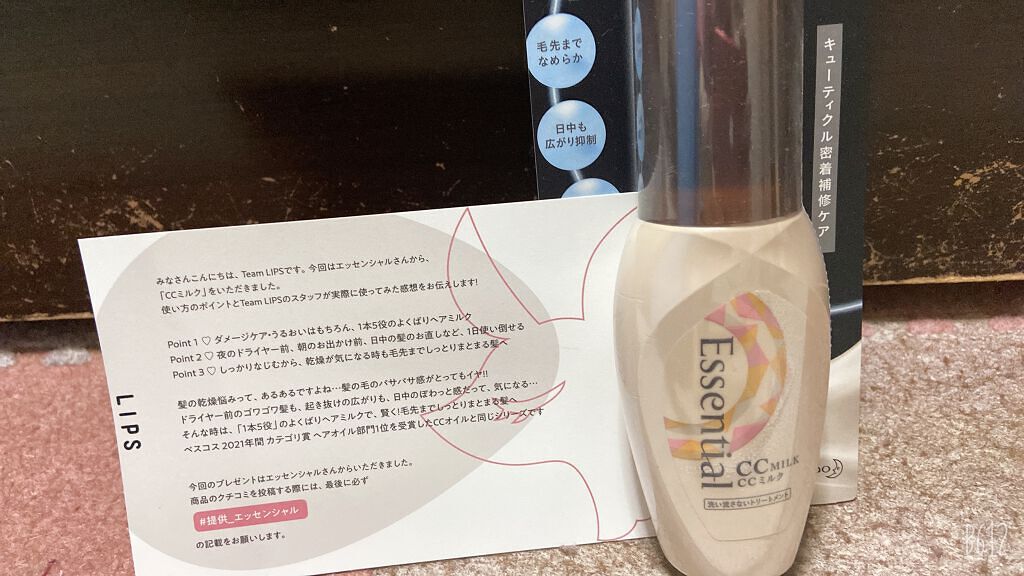 毛先まで
なめらか
日中も
広がり抑制
キューティクル密着補修ケア
みなさんこんにちは、Team LIPSです。今回はエッセンシャルさんから、
「CCミルク」をいただきました。
使い方のポイントとTeam LIPSのスタッフが実際に使ってみた感想をお伝えします!
Point 1 ♡ ダメージケア・うるおいはもちろん、1本5役のよくばりヘアミルク
Point 2 ♡ 夜のドライヤー前、朝のお出かけ前、日中の髪のお直しなど、1日使い倒せる
Point 3 ♡ しっかりなじむから、乾燥が気になる時も毛先までしっとりまとまる髪へ
髪の乾燥悩みって、あるあるですよね…髪の毛のパサパサ感がとってもイヤ!!
ドライヤー前のゴワゴワ髪も、起き抜けの広がりも、日中のぽわっと感だって、気になる…
そんな時は、「1本5役」のよくばりヘアミルクで、賢く!毛先までしっとりまとまる髪へ
ベスコス 2021年間 カテゴリ賞 ヘアオイル部門1位を受賞したCCオイルと同じシリーズです
今回のプレゼントはエッセンシャルさんからいただきました。
商品のクチコミを投稿する際には、最後に必ず
#提供_エッセンシャル
の記載をお願いします。
LIPS
Essential
CC MILK
CCミルク
洗い流さないトリートメント